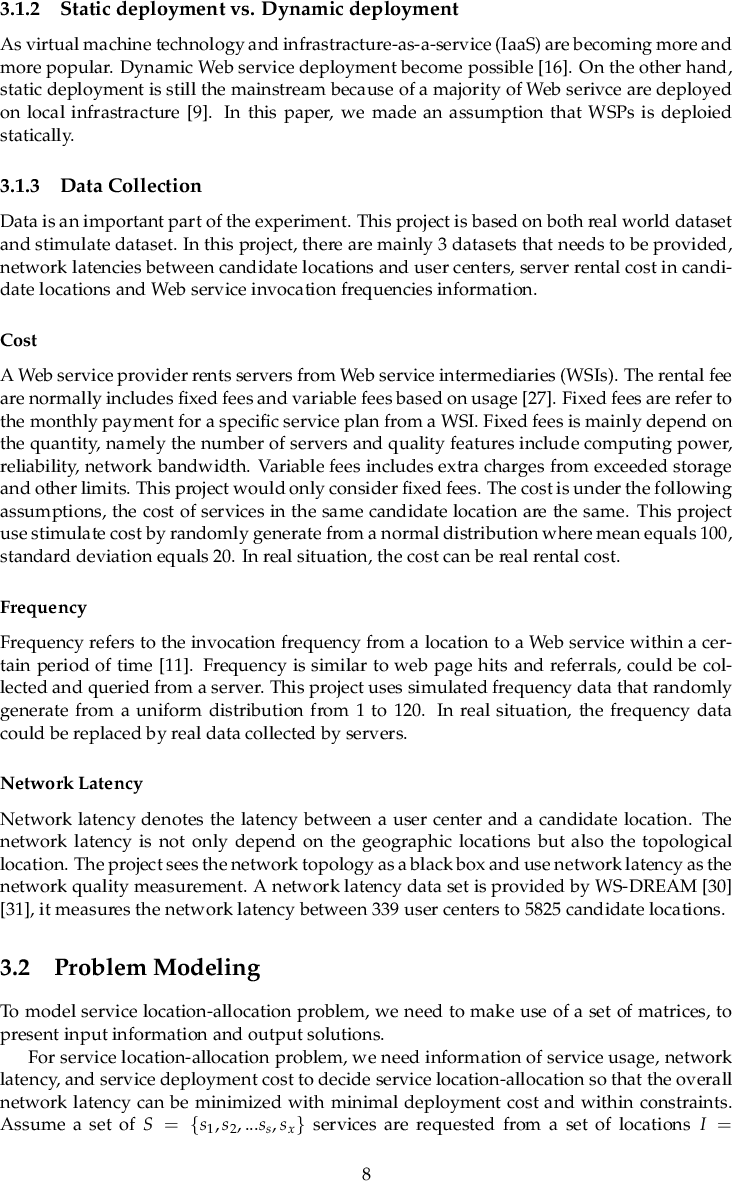 3.1.2 Static deployment vs. Dynamic deployment
As virtual machine technology and infrastracture-as-a-service (IaaS) are becoming more and
more popular. Dynamic Web service deployment become possible [16]. On the other hand,
static deployment is still the mainstream because of a majority of Web serivce are deployed
on local infrastracture [9]. In this paper, we made an assumption that WSPs is deploied
statically.
3.1.3 Data Collection
Data is an important part of the experiment. This project is based on both real world dataset
and stimulate dataset. In this project, there are mainly 3 datasets that needs to be provided,
network latencies between candidate locations and user centers, server rental cost in candi-
date locations and Web service invocation frequencies information.
Cost
A Web service provider rents servers from Web service intermediaries (WSIs). The rental fee
are normally includes fixed fees and variable fees based on usage [27]. Fixed fees are refer to
the monthly payment for a specific service plan from a WSI. Fixed fees is mainly depend on
the quantity, namely the number of servers and quality features include computing power,
reliability, network bandwidth. Variable fees includes extra charges from exceeded storage
and other limits. This project would only consider fixed fees. The cost is under the following
assumptions, the cost of services in the same candidate location are the same. This project
use stimulate cost by randomly generate from a normal distribution where mean equals 100,
standard deviation equals 20. In real situation, the cost can be real rental cost.
Frequency
Frequency refers to the invocation frequency from a location to a Web service within a cer-
tain period of time [11]. Frequency is similar to web page hits and referrals, could be col-
lected and queried from a server. This project uses simulated frequency data that randomly
generate from a uniform distribution from 1 to 120. In real situation, the frequency data
could be replaced by real data collected by servers.
Network Latency
Network latency denotes the latency between a user center and a candidate location. The
network latency is not only depend on the geographic locations but also the topological
location. The project sees the network topology as a black box and use network latency as the
network quality measurement. A network latency data set is provided by WS-DREAM [30]
[31], it measures the network latency between 339 user centers to 5825 candidate locations.
3.2 Problem Modeling
To model service location-allocation problem, we need to make use of a set of matrices, to
present input information and output solutions.
For service location-allocation problem, we need information of service usage, network
latency, and service deployment cost to decide service location-allocation so that the overall
network latency can be minimized with minimal deployment cost and within constraints.
Assume a set of S = {s₁, s₂, ...sₛ, sₓ} services are requested from a set of locations I =
8